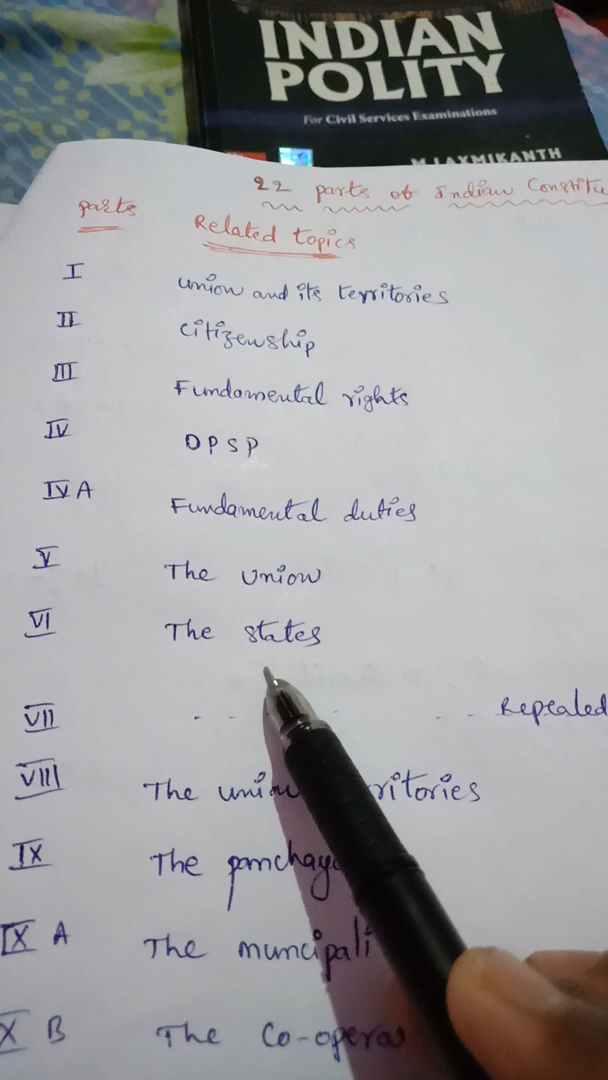 INDIAN
POLITY
For Civil Services Examinations
M LAXMIKANTH
22 parts of Indian Constitu
parts Related topics
I Union and its territories
II citizenship
III Fundamental rights
IV DPSP
IV A Fundamental duties
V The Union
VI The states
VII - - - - - Repealed
VIII The uni ritories
IX The panchaya
IX A The muncipali
X B The Co-opera